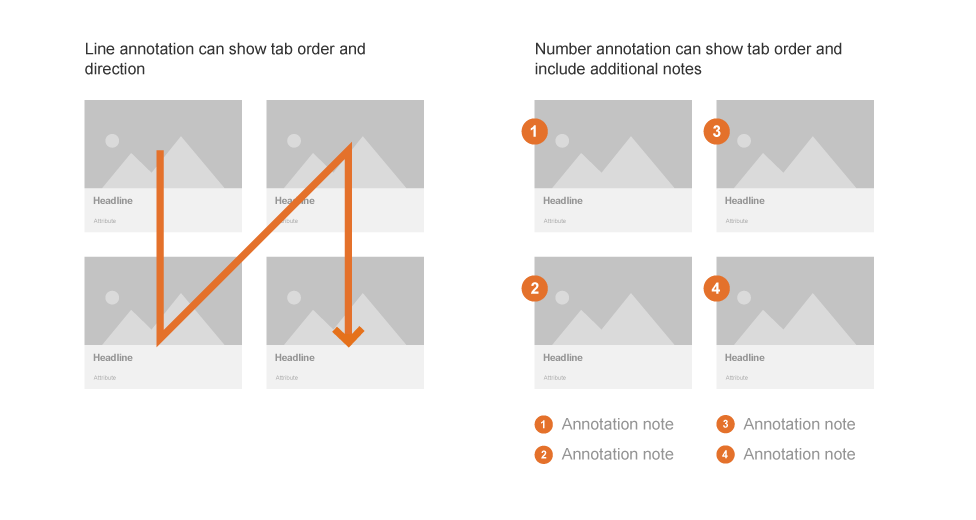 Line annotation can show tab order and
direction
Headline
Attribute
Headline
Attribute
Headline
Attribute
Headline
Attribute
Number annotation can show tab order and
include additional notes
1
3
Headline
Attribute
Headline
Attribute
2
4
Headline
Attribute
Headline
Attribute
1 Annotation note
3 Annotation note
2 Annotation note
4 Annotation note